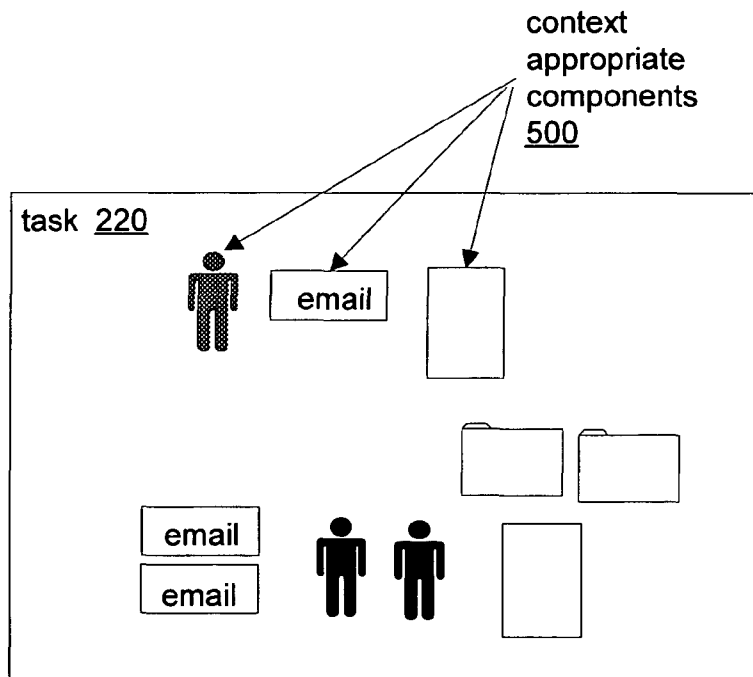 context
appropriate
components
500
task 220
email
email
email